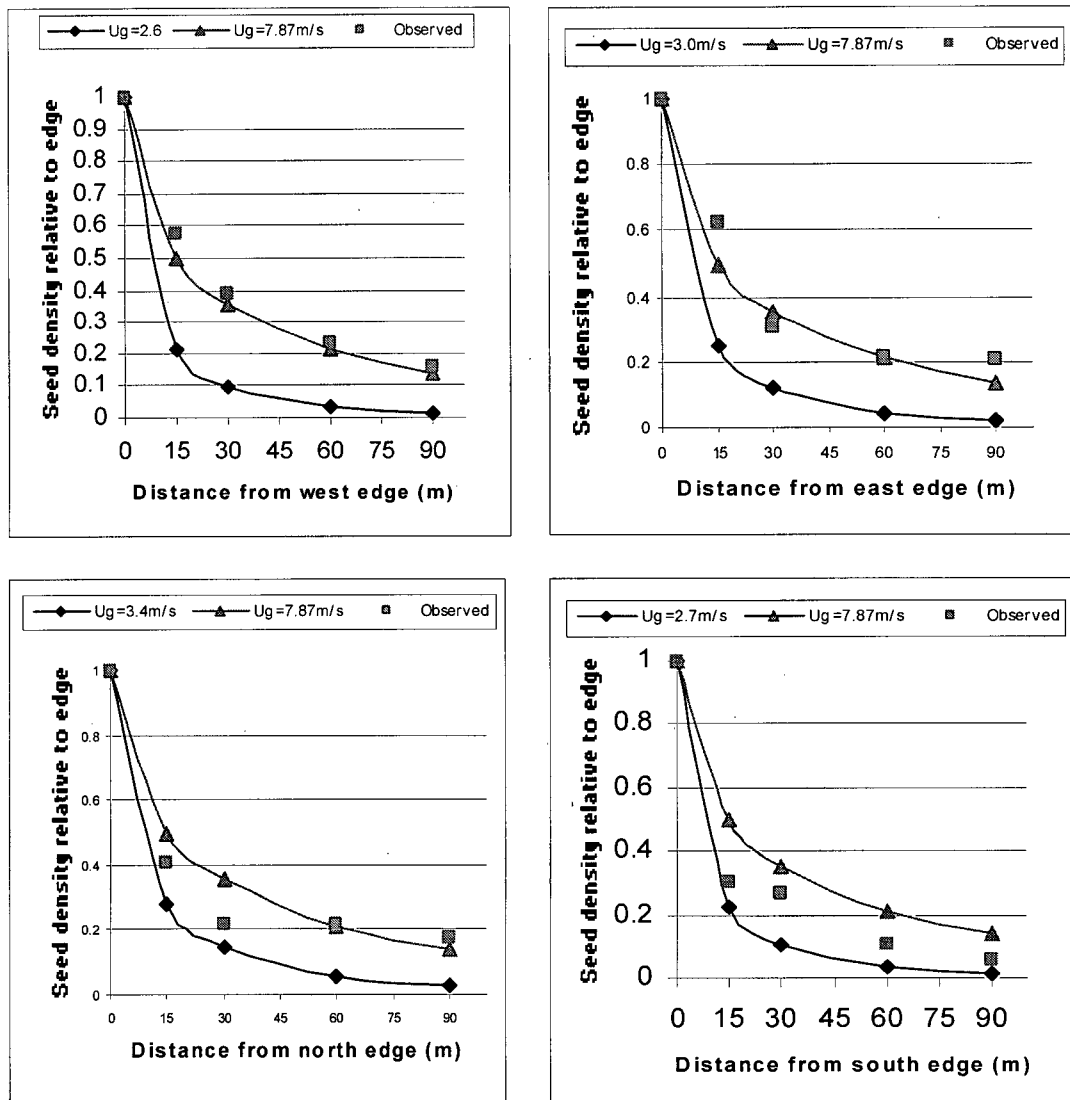 Ug=2.6 Ug=7.87m/s Observed
Seed density relative to edge
1
0.9
0.8
0.7
0.6
0.5
0.4
0.3
0.2
0.1
0
0 15 30 45 60 75 90
Distance from west edge (m)
Ug=3.0m/s Ug=7.87m/s Observed
Seed density relative to edge
1
0.8
0.6
0.4
0.2
0
0 15 30 45 60 75 90
Distance from east edge (m)
Ug=3.4m/s Ug=7.87m/s Observed
Seed density relative to edge
1
0.8
0.6
0.4
0.2
0
0 15 30 45 60 75 90
Distance from north edge (m)
Ug=2.7m/s Ug=7.87m/s Observed
Seed density relative to edge
1
0.8
0.6
0.4
0.2
0
0 15 30 45 60 75 90
Distance from south edge (m)